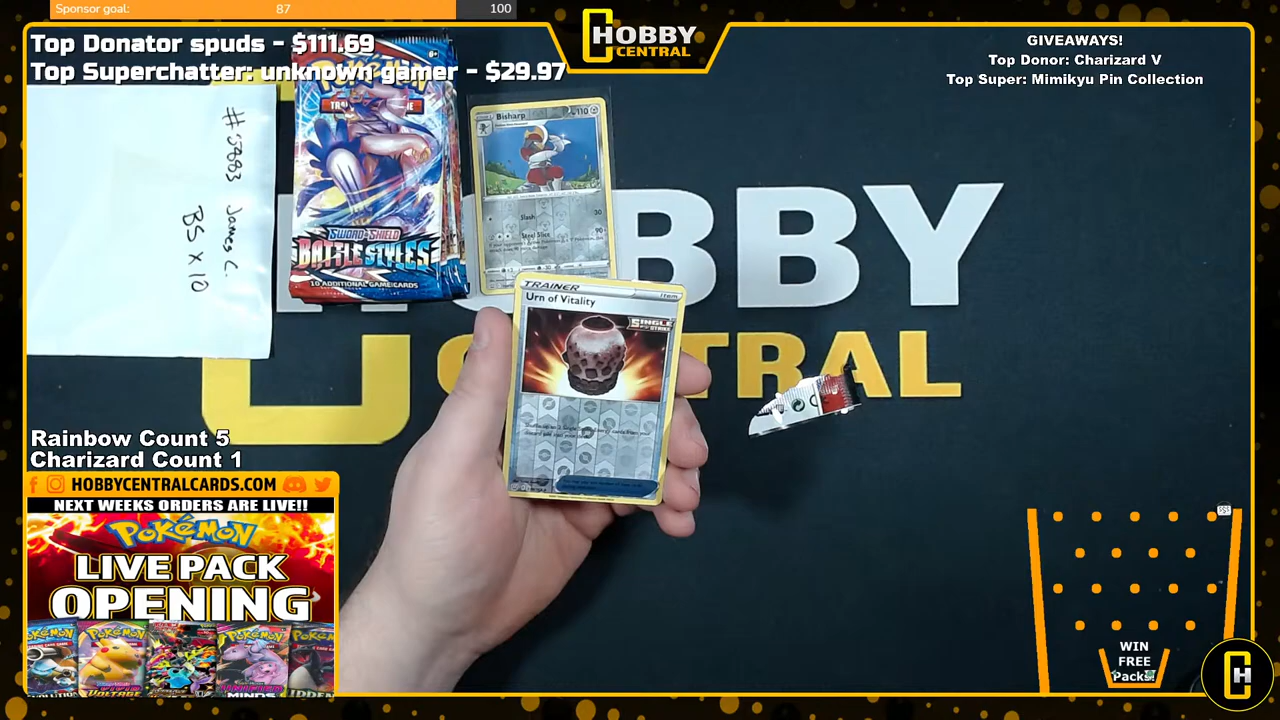 Sponsor goal: 87 100
Top Donator spuds - $111.69
Top Superchatter: unknown gamer - $29.97
HOBBY
CENTRAL
GIVEAWAYS!
Top Donor: Charizard V
Top Super: Mimikyu Pin Collection
James C.
BS x 10
Pokémon
SWORD & SHIELD
BATTLE STYLES
10 ADDITIONAL GAME CARDS
Bisharp
110
Slash 30
Steel Slice 90
HOBBY
CENTRAL
TRAINER
Item
Urn of Vitality
SINGLE
Rainbow Count 5
Charizard Count 1
HOBBYCENTRALCARDS.COM
NEXT WEEKS ORDERS ARE LIVE!!
POKéMON
LIVE PACK
OPENING
WIN
FREE
Packs!